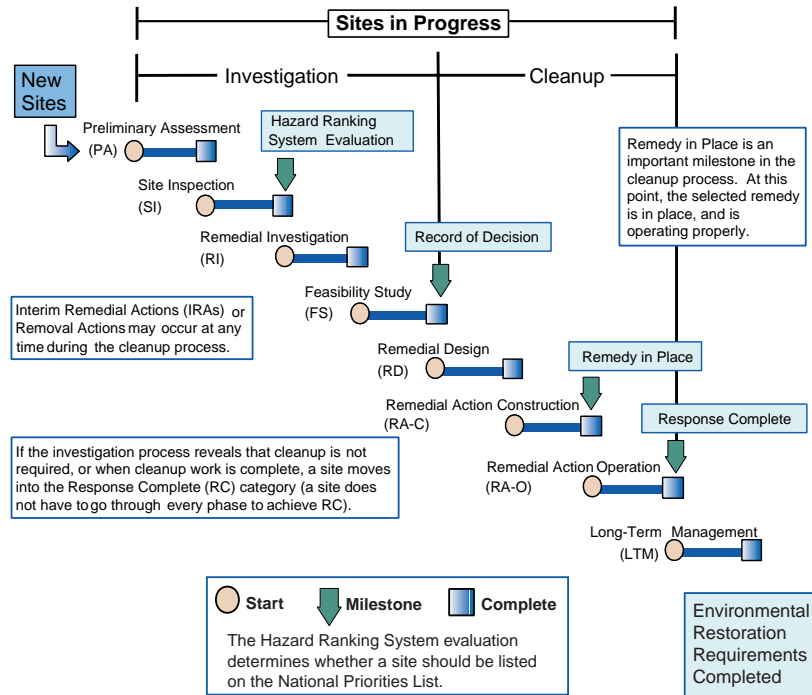 Sites in Progress
Investigation
Cleanup
New
Sites
Preliminary Assessment
(PA)
Hazard Ranking
System Evaluation
Remedy in Place is an
important milestone in the
cleanup process. At this
point, the selected remedy
is in place, and is
operating properly.
Site Inspection
(SI)
Remedial Investigation
(RI)
Record of Decision
Feasibility Study
(FS)
Interim Remedial Actions (IRAs) or
Removal Actions may occur at any
time during the cleanup process.
Remedial Design
(RD)
Remedy in Place
Remedial Action Construction
(RA-C)
Response Complete
If the investigation process reveals that cleanup is not
required, or when cleanup work is complete, a site moves
into the Response Complete (RC) category (a site does
not have to go through every phase to achieve RC).
Remedial Action Operation
(RA-O)
Long-Term Management
(LTM)
Start
Milestone
Complete
The Hazard Ranking System evaluation
determines whether a site should be listed
on the National Priorities List.
Environmental
Restoration
Requirements
Completed